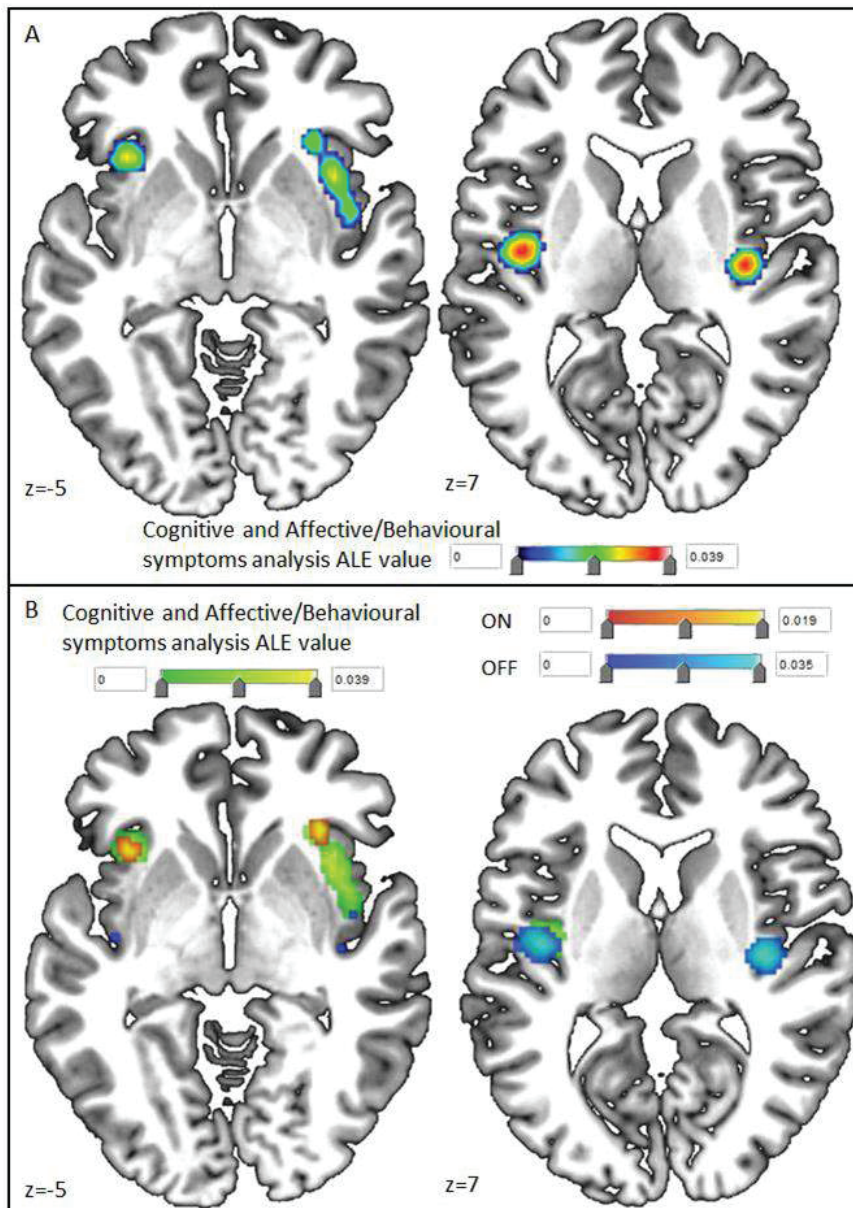 A
z=-5
z=7
Cognitive and Affective/Behavioural
symptoms analysis ALE value
0
0.039
B
Cognitive and Affective/Behavioural
symptoms analysis ALE value
0
0.039
ON
0
0.019
OFF
0
0.035
z=-5
z=7